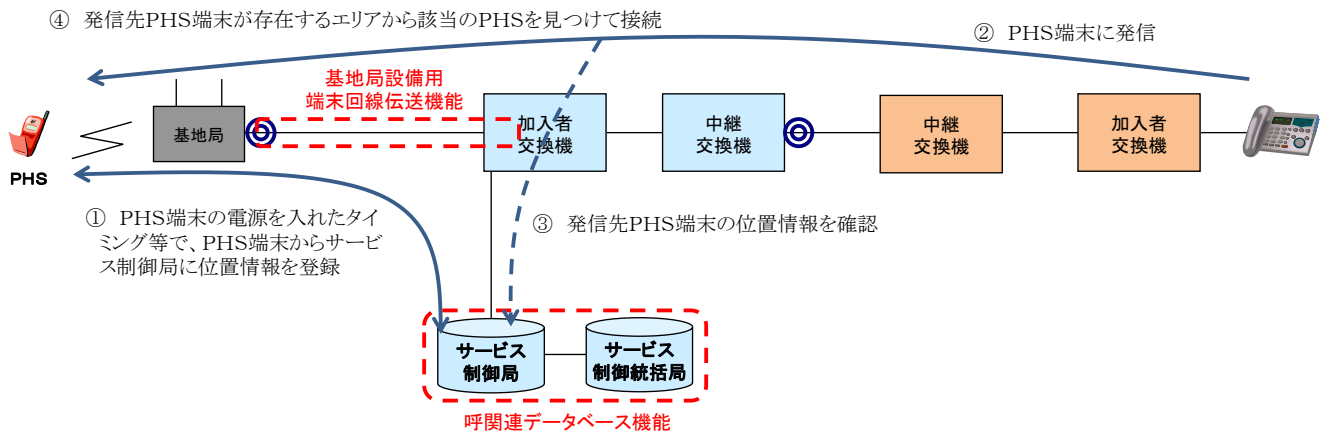 ④ 発信先PHS端末が存在するエリアから該当のPHSを見つけて接続
② PHS端末に発信
基地局設備用
端末回線伝送機能
基地局
加入者
交換機
中継
交換機
中継
交換機
加入者
交換機
PHS
① PHS端末の電源を入れたタイ
ミング等で、PHS端末からサービ
ス制御局に位置情報を登録
③ 発信先PHS端末の位置情報を確認
サービス
制御局
サービス
制御統括局
呼関連データベース機能